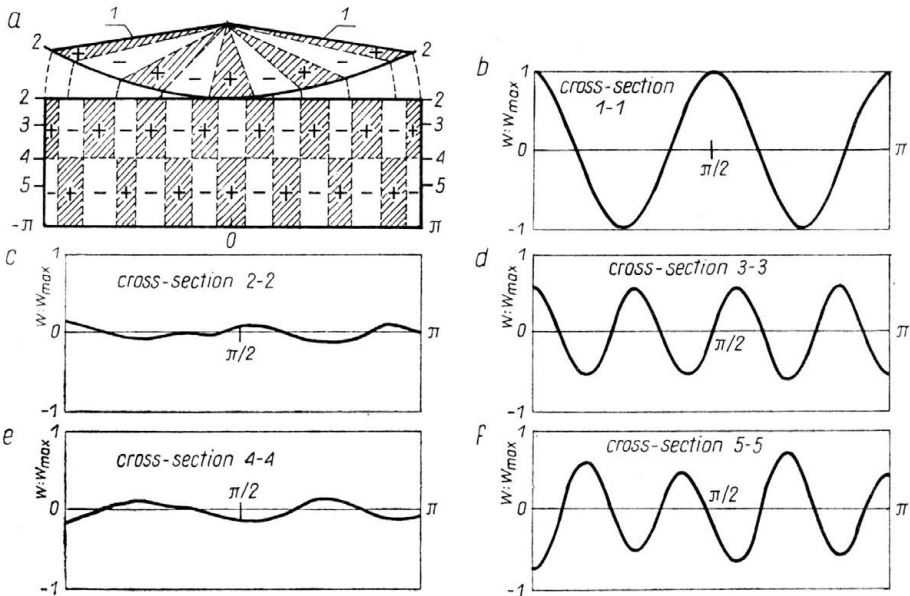 a
1 1
2 2
+ - + - + - + - +
2 2
3 + - + - + - + - + - + - + 3
4 4
5 - + - + - + - + - + - + - 5
-π π
0
b
cross-section
1-1
w:wmax
1
0
-1
π/2
π
c
cross-section 2-2
w:wmax
1
0
-1
π/2
π
d
cross-section 3-3
w:wmax
1
0
-1
π/2
π
e
cross-section 4-4
w:wmax
1
0
-1
π/2
π
f
cross-section 5-5
w:wmax
1
0
-1
π/2
π